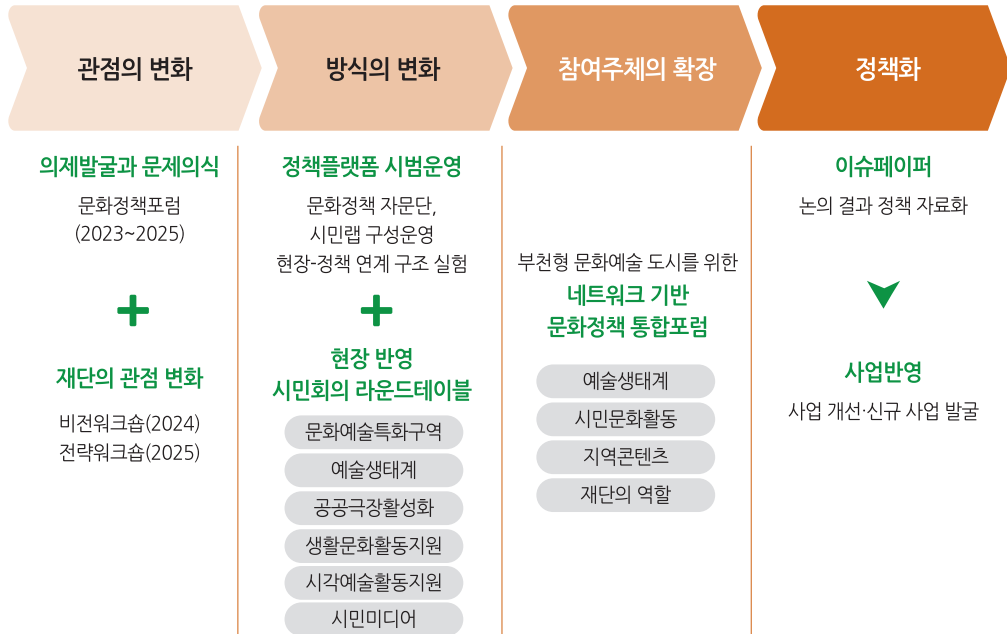 관점의 변화
방식의 변화
참여주체의 확장
정책화
의제발굴과 문제의식
문화정책포럼
(2023~2025)
재단의 관점 변화
비전워크숍(2024)
전략워크숍(2025)
정책플랫폼 시범운영
문화정책 자문단,
시민랩 구성운영
현장-정책 연계 구조 실험
현장 반영
시민회의 라운드테이블
문화예술특화구역
예술생태계
공공극장활성화
생활문화활동지원
시각예술활동지원
시민미디어
부천형 문화예술 도시를 위한
네트워크 기반
문화정책 통합포럼
예술생태계
시민문화활동
지역콘텐츠
재단의 역할
이슈페이퍼
논의 결과 정책 자료화
사업반영
사업 개선·신규 사업 발굴